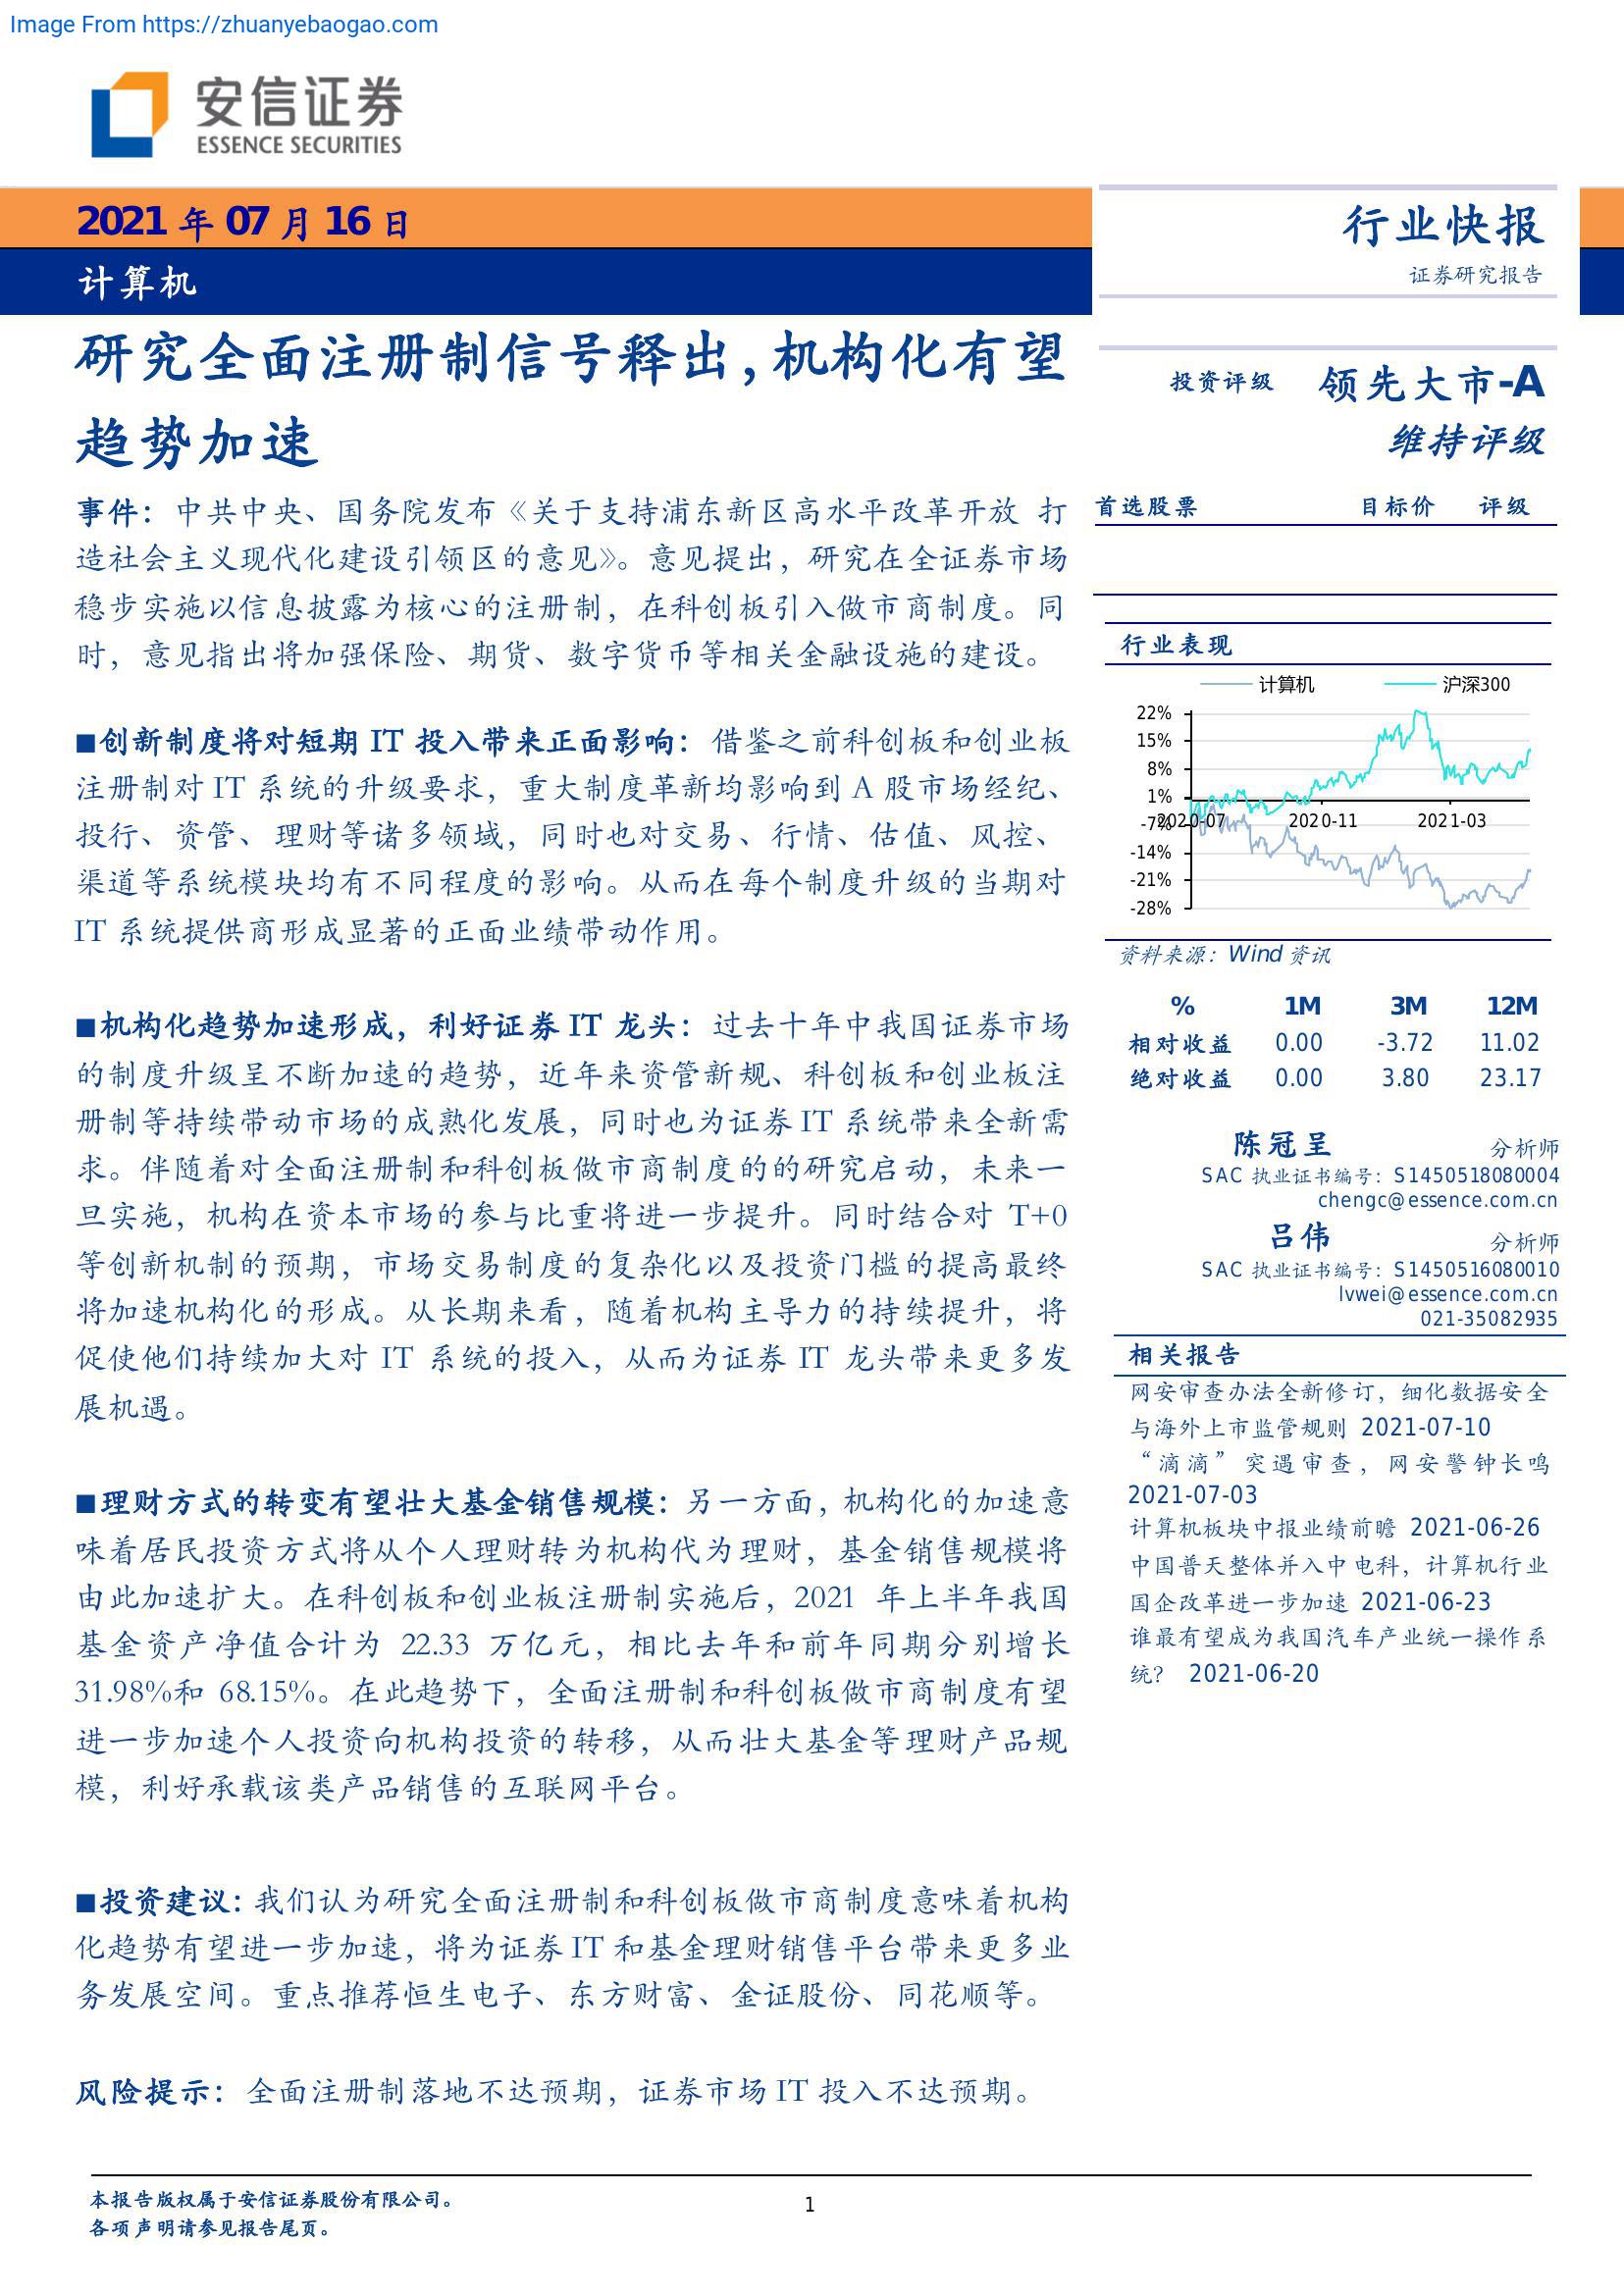 Image From https://zhuanyebaogao.com
安信证券
ESSENCE SECURITIES
2021 年 07 月 16 日
计算机
行业快报
证券研究报告
研究全面注册制信号释出，机构化有望
趋势加速
事件：中共中央、国务院发布《关于支持浦东新区高水平改革开放 打
造社会主义现代化建设引领区的意见》。意见提出，研究在全证券市场
稳步实施以信息披露为核心的注册制，在科创板引入做市商制度。同
时，意见指出将加强保险、期货、数字货币等相关金融设施的建设。
■创新制度将对短期 IT 投入带来正面影响：借鉴之前科创板和创业板
注册制对 IT 系统的升级要求，重大制度革新均影响到 A 股市场经纪、
投行、资管、理财等诸多领域，同时也对交易、行情、估值、风控、
渠道等系统模块均有不同程度的影响。从而在每个制度升级的当期对
IT 系统提供商形成显著的正面业绩带动作用。
■机构化趋势加速形成，利好证券 IT 龙头：过去十年中我国证券市场
的制度升级呈不断加速的趋势，近年来资管新规、科创板和创业板注
册制等持续带动市场的成熟化发展，同时也为证券 IT 系统带来全新需
求。伴随着对全面注册制和科创板做市商制度的的研究启动，未来一
旦实施，机构在资本市场的参与比重将进一步提升。同时结合对 T+0
等创新机制的预期，市场交易制度的复杂化以及投资门槛的提高最终
将加速机构化的形成。从长期来看，随着机构主导力的持续提升，将
促使他们持续加大对 IT 系统的投入，从而为证券 IT 龙头带来更多发
展机遇。
■理财方式的转变有望壮大基金销售规模：另一方面，机构化的加速意
味着居民投资方式将从个人理财转为机构代为理财，基金销售规模将
由此加速扩大。在科创板和创业板注册制实施后，2021 年上半年我国
基金资产净值合计为 22.33 万亿元，相比去年和前年同期分别增长
31.98%和 68.15%。在此趋势下，全面注册制和科创板做市商制度有望
进一步加速个人投资向机构投资的转移，从而壮大基金等理财产品规
模，利好承载该类产品销售的互联网平台。
■投资建议：我们认为研究全面注册制和科创板做市商制度意味着机构
化趋势有望进一步加速，将为证券 IT 和基金理财销售平台带来更多业
务发展空间。重点推荐恒生电子、东方财富、金证股份、同花顺等。
风险提示：全面注册制落地不达预期，证券市场 IT 投入不达预期。
投资评级 领先大市-A
维持评级
首选股票 目标价 评级
行业表现
计算机 沪深300
22%
15%
8%
1%
-7%
-14%
-21%
-28%
2020-07 2020-11 2021-03
资料来源：Wind 资讯
% 1M 3M 12M
相对收益 0.00 -3.72 11.02
绝对收益 0.00 3.80 23.17
陈冠呈 分析师
SAC 执业证书编号：S1450518080004
chengc@essence.com.cn
吕伟 分析师
SAC 执业证书编号：S1450516080010
lvwei@essence.com.cn
021-35082935
相关报告
网安审查办法全新修订，细化数据安全
与海外上市监管规则 2021-07-10
“滴滴”突遇审查，网安警钟长鸣
2021-07-03
计算机板块中报业绩前瞻 2021-06-26
中国普天整体并入中电科，计算机行业
国企改革进一步加速 2021-06-23
谁最有望成为我国汽车产业统一操作系
统？ 2021-06-20
本报告版权属于安信证券股份有限公司。
各项声明请参见报告尾页。
1